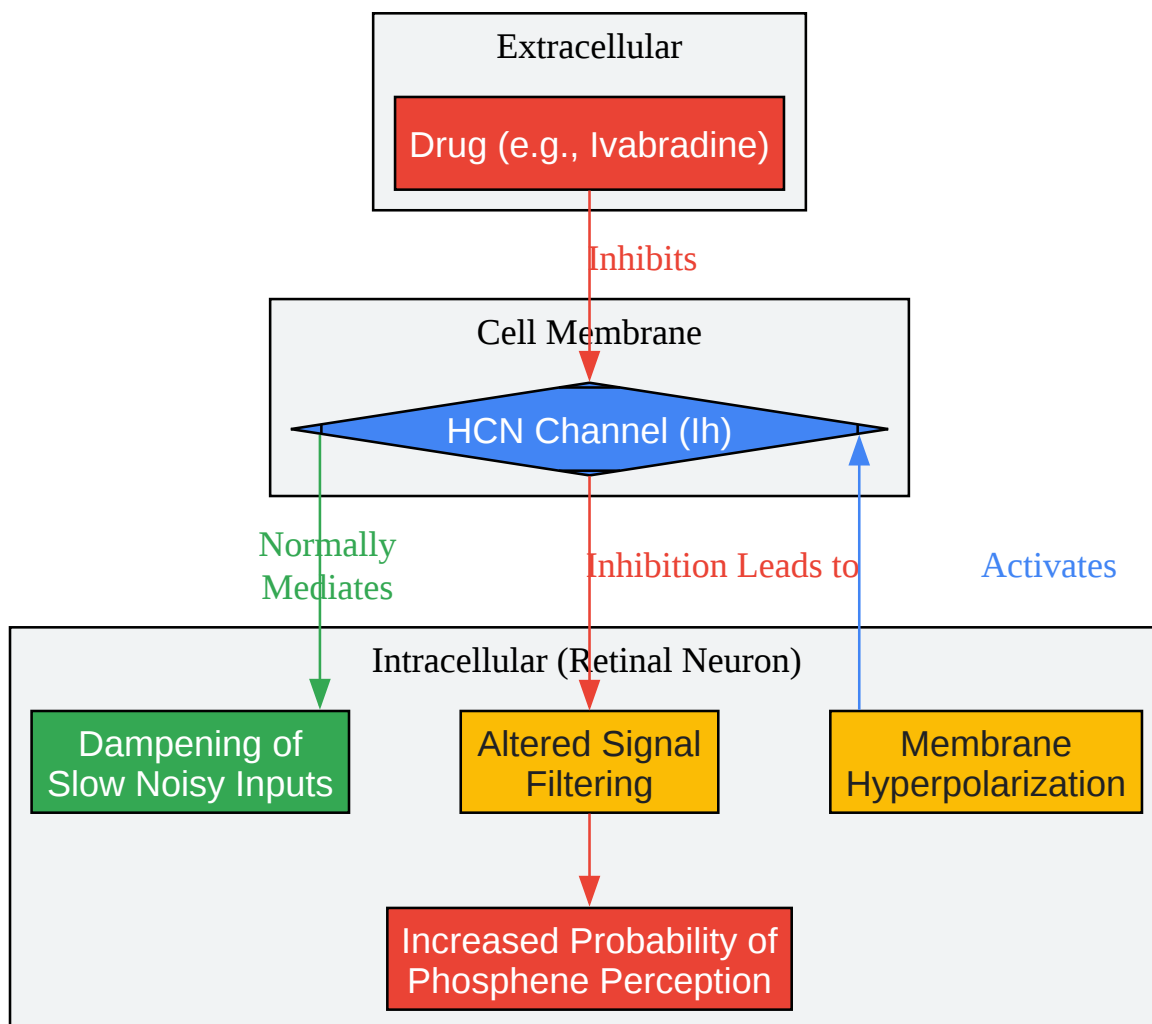 Extracellular
Drug (e.g., Ivabradine)
Inhibits
Cell Membrane
HCN Channel (Ih)
Normally
Mediates
Inhibition Leads to
Activates
Intracellular (Retinal Neuron)
Dampening of
Slow Noisy Inputs
Altered Signal
Filtering
Membrane
Hyperpolarization
Increased Probability of
Phosphene Perception